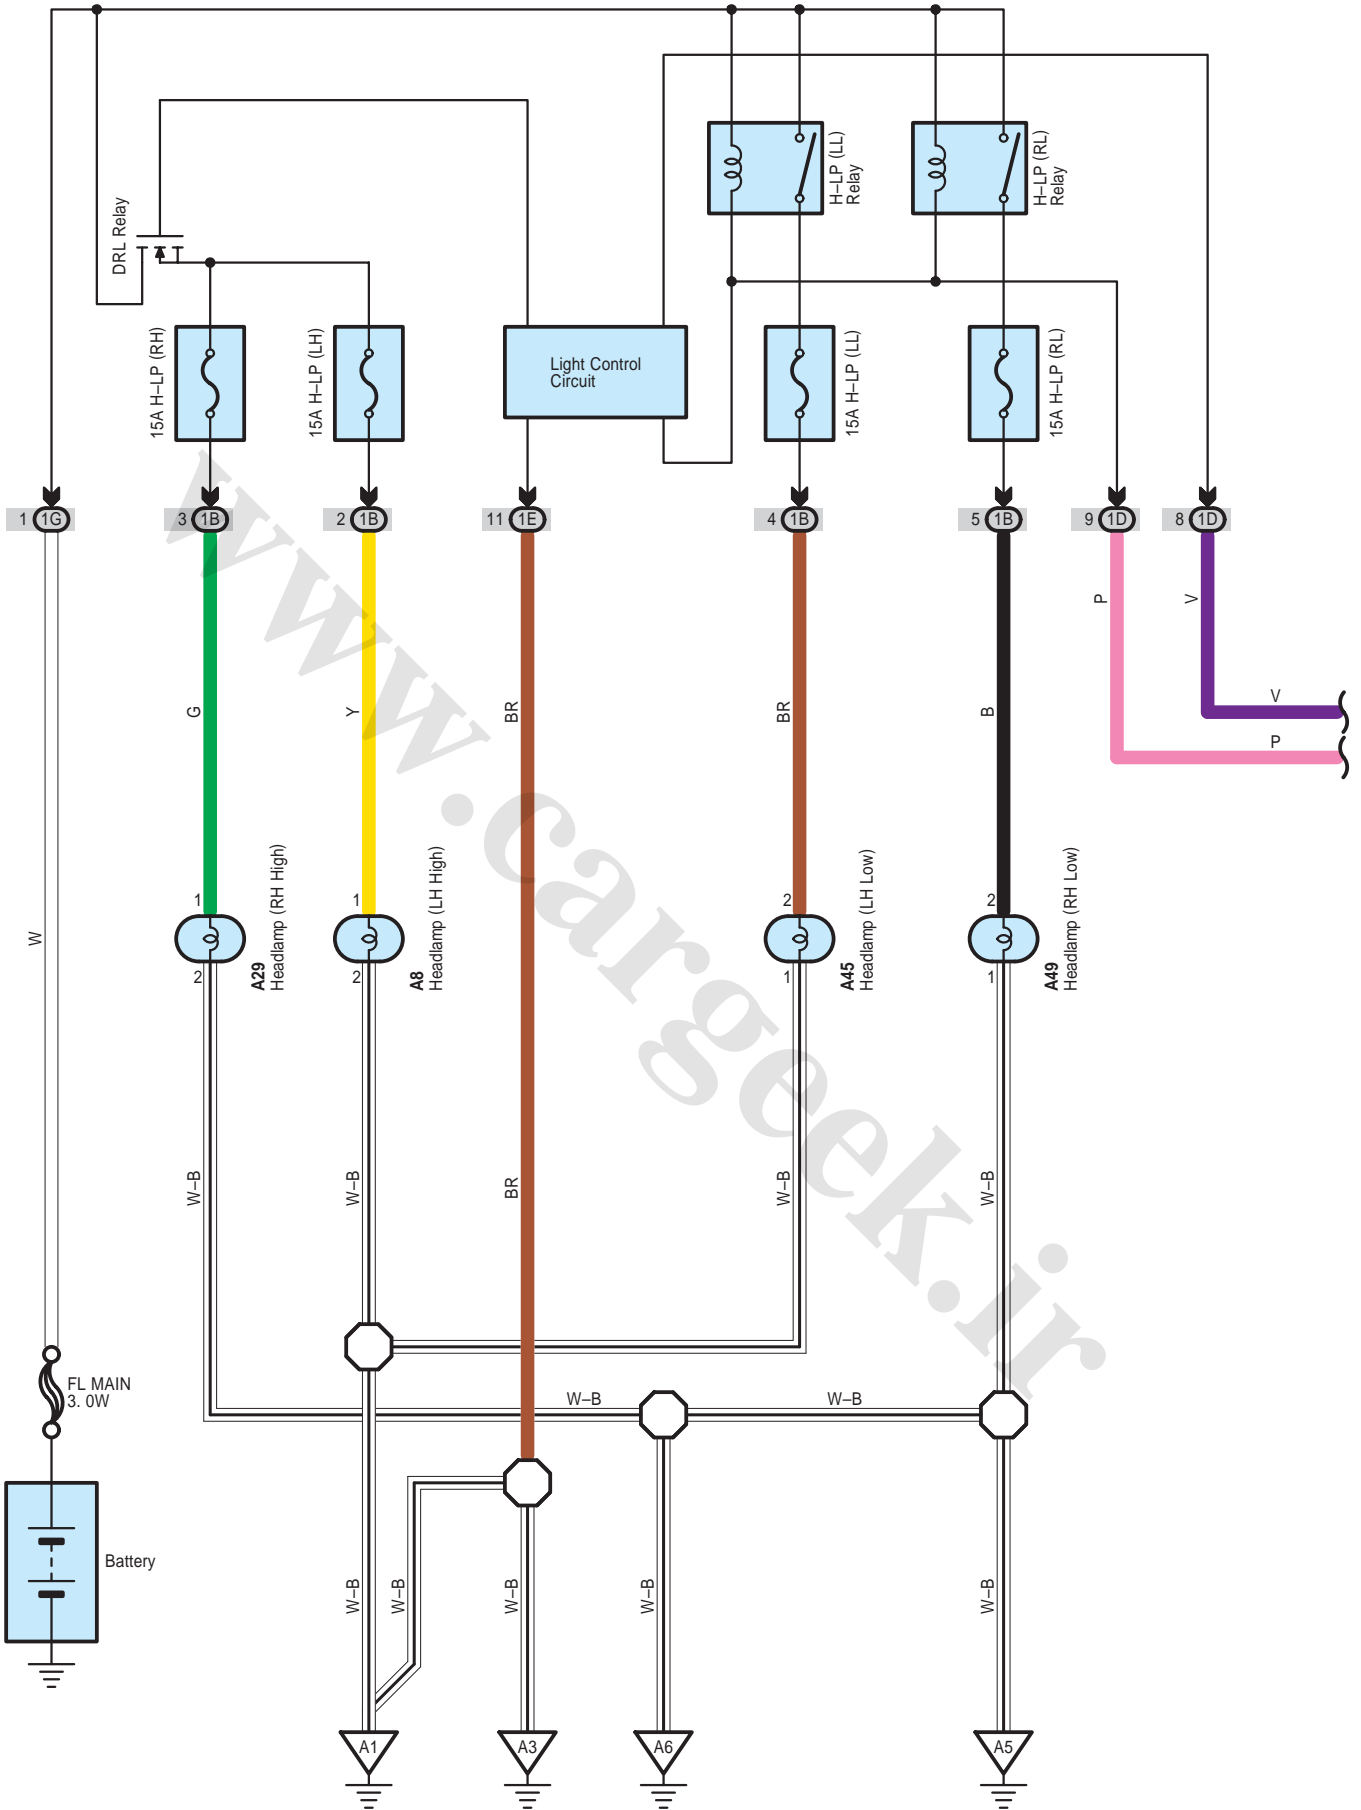 DRL Relay
H–LP (LL)
Relay
H–LP (RL)
Relay
15A H–LP (RH)
15A H–LP (LH)
Light Control
Circuit
15A H–LP (LL)
15A H–LP (RL)
1 1G
3 1B
2 1B
11 1E
4 1B
5 1B
9 1D
8 1D
P
V
G
Y
BR
BR
B
V
P
W
1
1
2
2
2
2
1
1
A29
Headlamp (RH High)
A8
Headlamp (LH High)
A45
Headlamp (LH Low)
A49
Headlamp (RH Low)
W–B
W–B
BR
W–B
W–B
FL MAIN
3. 0W
W–B
W–B
Battery
W–B
W–B
W–B
W–B
W–B
A1
A3
A6
A5
www.cargeek.ir